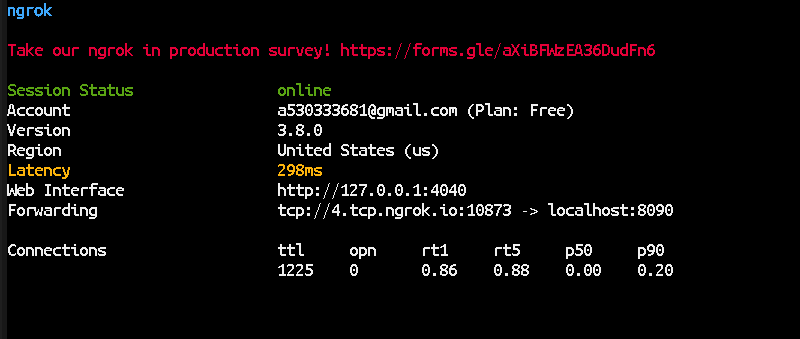 ngrok
Take our ngrok in production survey! https://forms.gle/aXiBFWzEA36DudFn6
Session Status online
Account a530333681@gmail.com (Plan: Free)
Version 3.8.0
Region United States (us)
Latency 298ms
Web Interface http://127.0.0.1:4040
Forwarding tcp://4.tcp.ngrok.io:10873 -> localhost:8090
Connections ttl opn rt1 rt5 p50 p90
1225 0 0.86 0.88 0.00 0.20